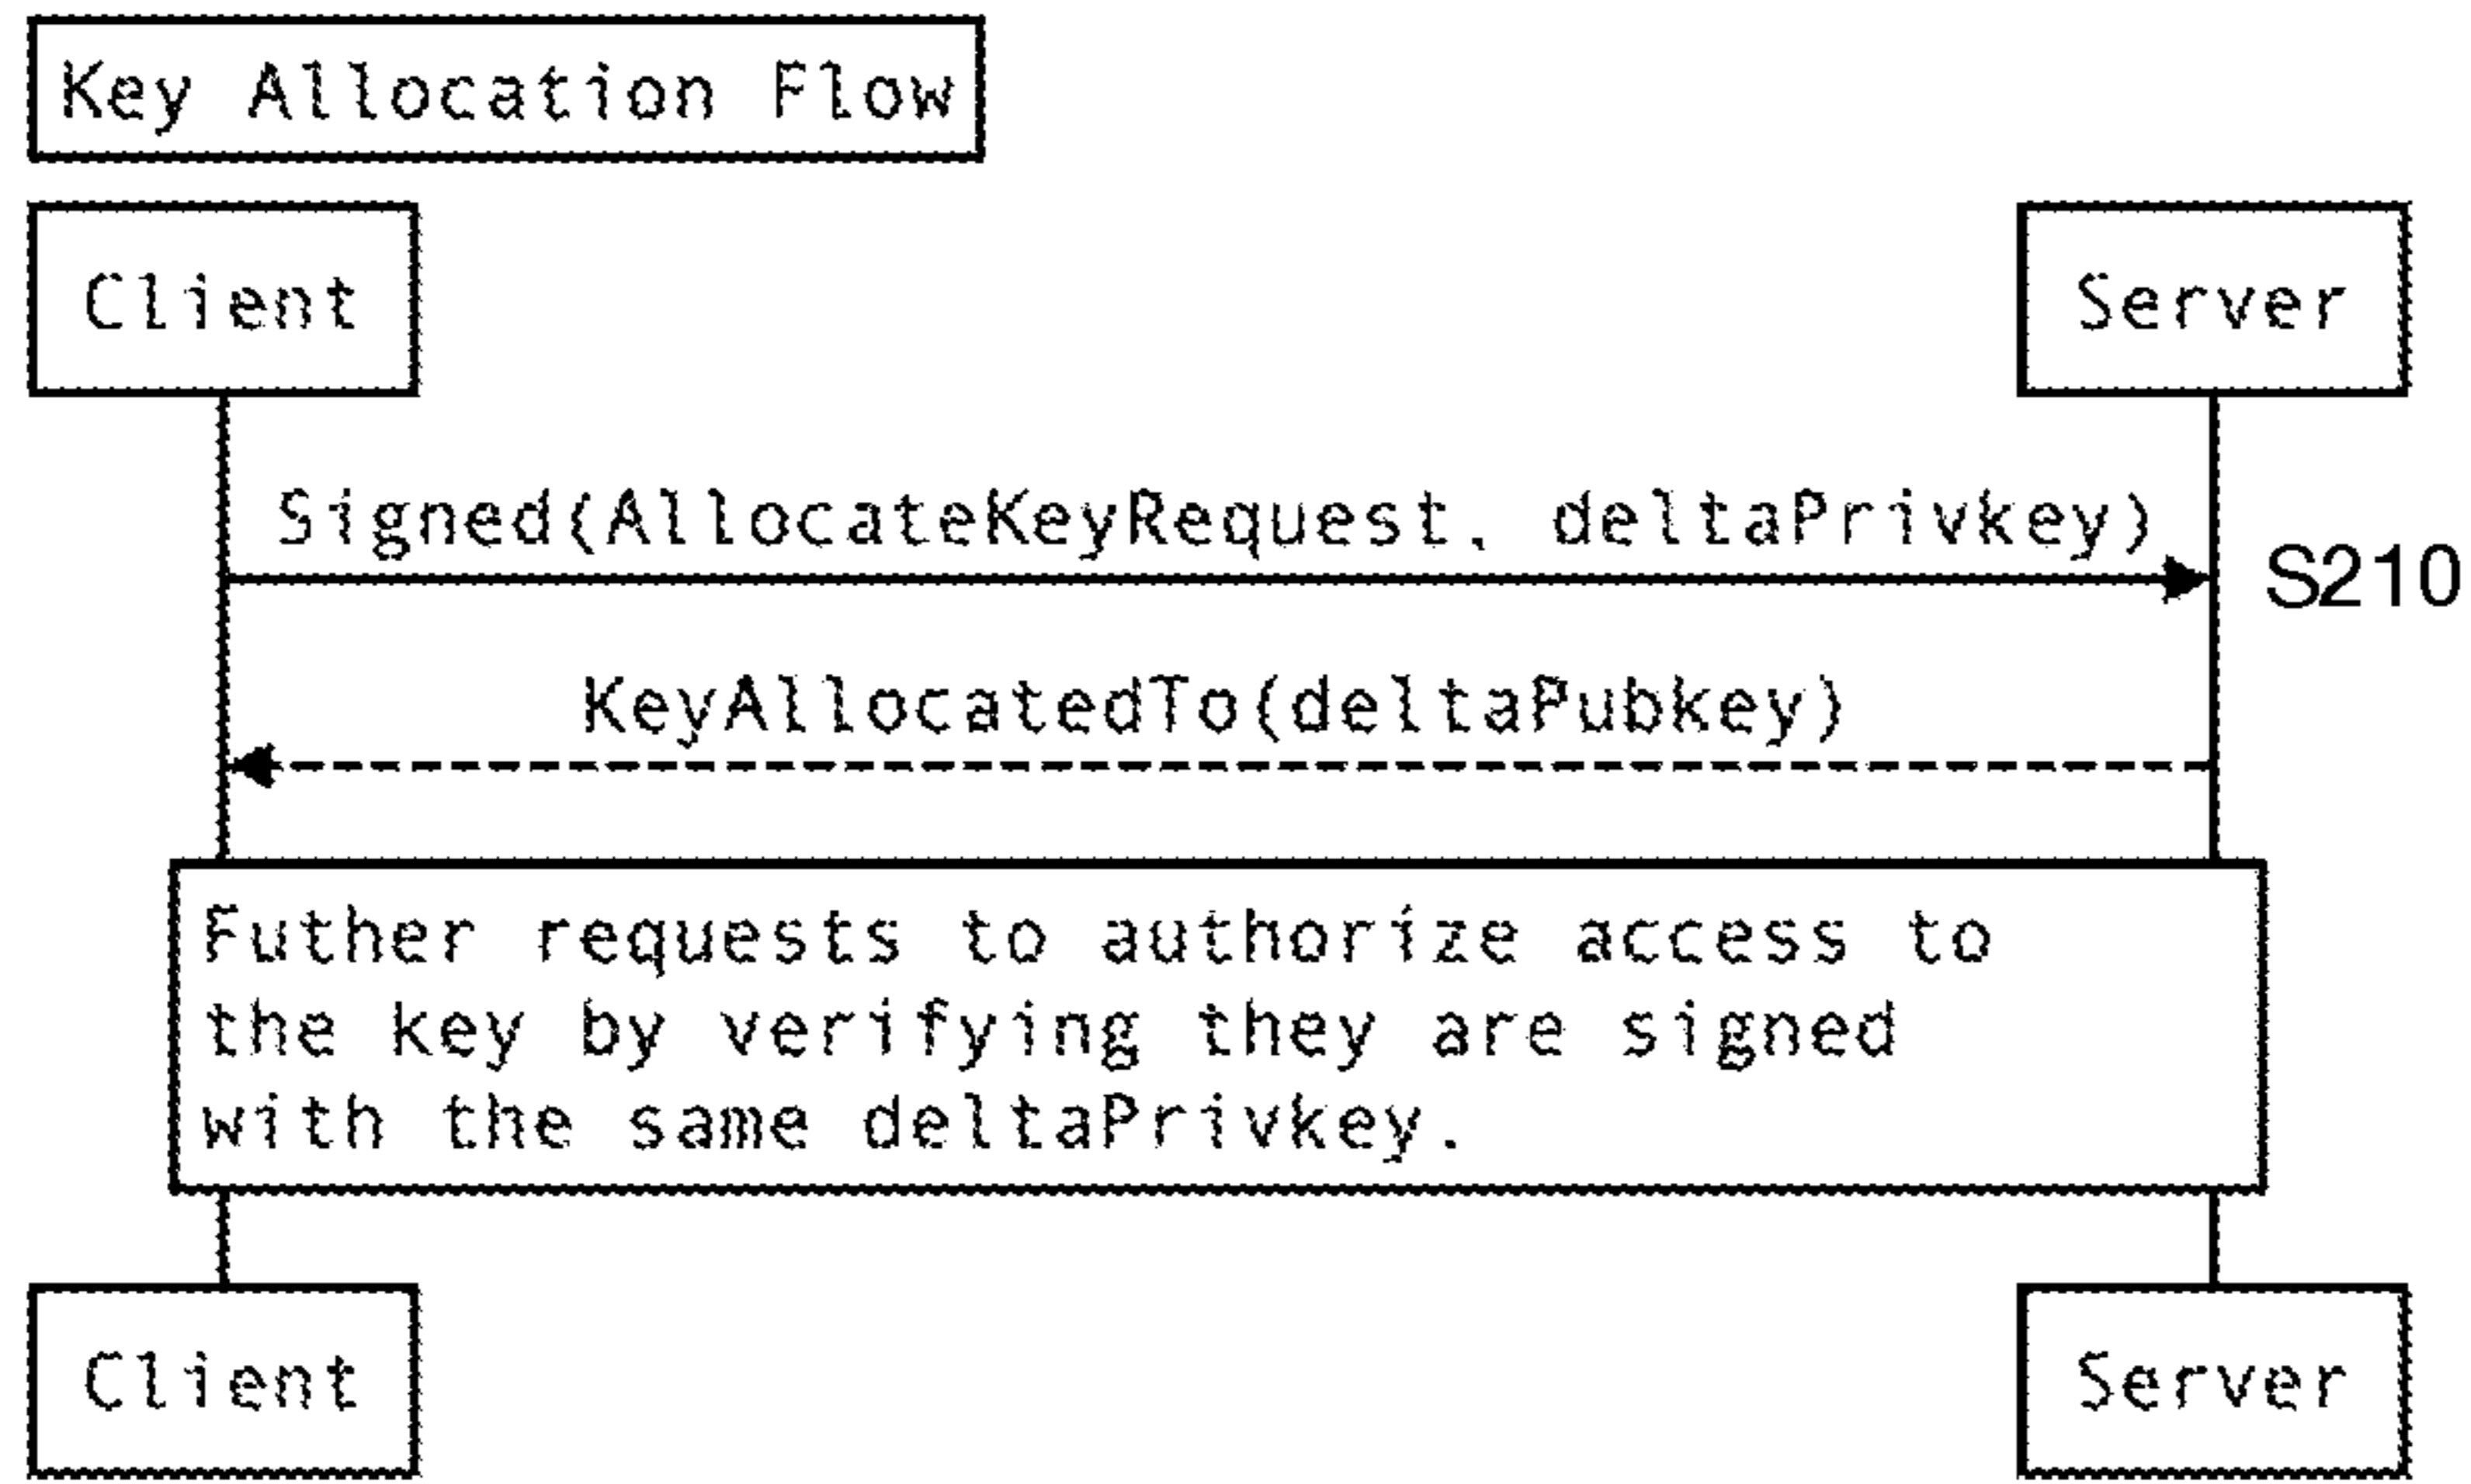 Key Allocation Flow
Client
Server
Signed(AllocateKeyRequest, deltaPrivkey)
S210
KeyAllocatedTo(deltaPubkey)
Futher requests to authorize access to
the key by verifying they are signed
with the same deltaPrivkey.
Client
Server